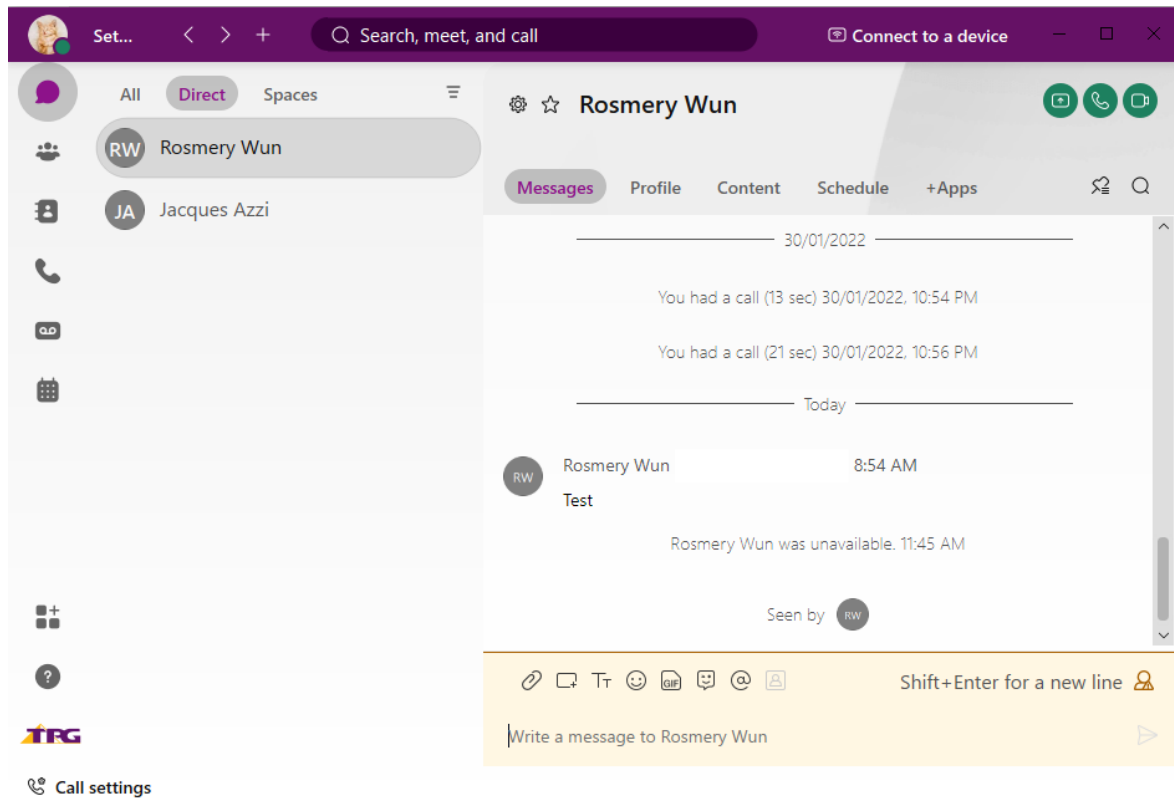 Set... Search, meet, and call Connect to a device
All Direct Spaces
RW Rosmery Wun
JA Jacques Azzi
Rosmery Wun
Messages Profile Content Schedule +Apps
30/01/2022
You had a call (13 sec) 30/01/2022, 10:54 PM
You had a call (21 sec) 30/01/2022, 10:56 PM
Today
RW Rosmery Wun 8:54 AM
Test
Rosmery Wun was unavailable. 11:45 AM
Seen by RW
GIF Shift+Enter for a new line
Write a message to Rosmery Wun
TPG
Call settings